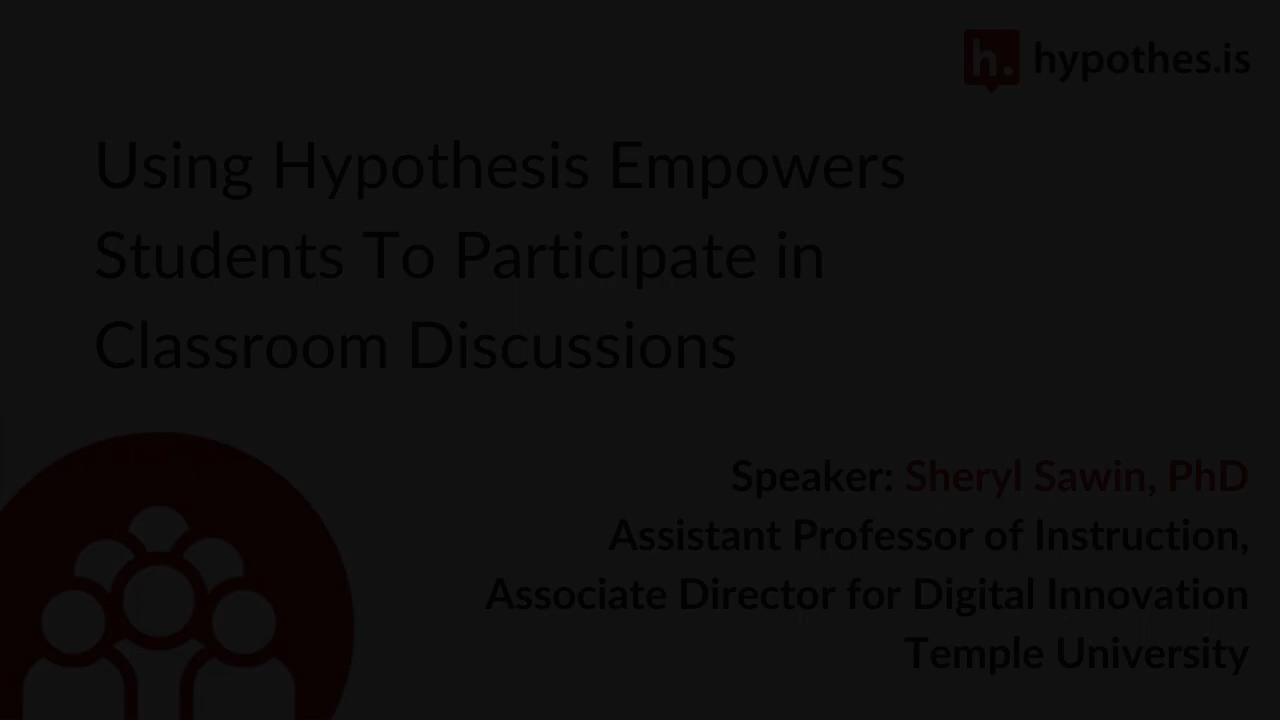 h. hypothes.is
Using Hypothesis Empowers
Students To Participate in
Classroom Discussions
Speaker: Sheryl Sawin, PhD
Assistant Professor of Instruction,
Associate Director for Digital Innovation
Temple University